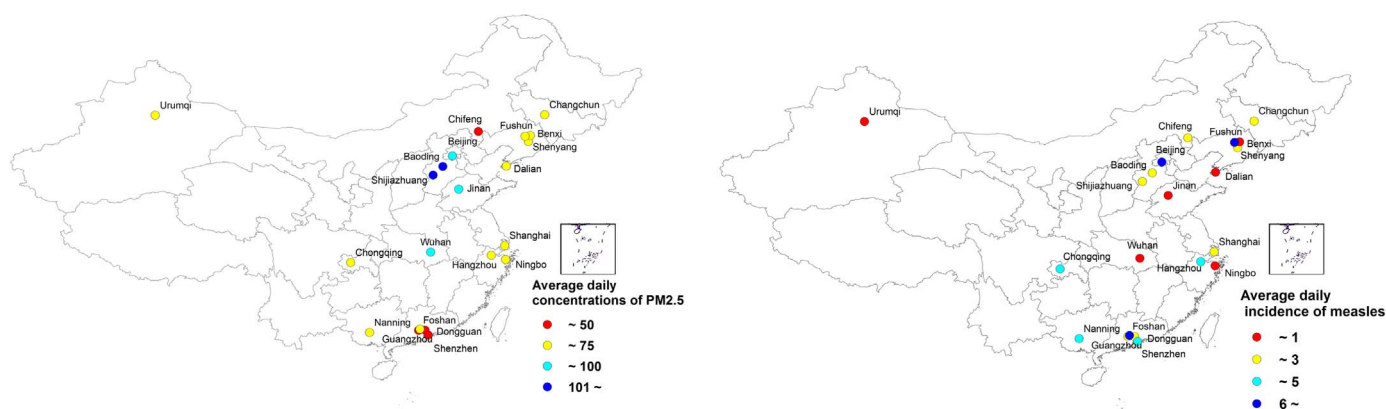 Urumqi
Changchun
Chifeng
Fushun
Benxi
Beijing
Shenyang
Baoding
Dalian
Shijiazhuang
Jinan
Shanghai
Wuhan
Chongqing
Hangzhou
Ningbo
Average daily
concentrations of PM2.5
Nanning
Foshan
Dongguan
Guangzhou
Shenzhen
~ 50
~ 75
~ 100
101 ~
Urumqi
Changchun
Chifeng
Fushun
Beijing
Benxi
Shenyang
Baoding
Dalian
Shijiazhuang
Jinan
Shanghai
Wuhan
Chongqing
Hangzhou
Ningbo
Average daily
incidence of measles
Nanning
Foshan
Dongguan
Guangzhou
Shenzhen
~ 1
~ 3
~ 5
6 ~